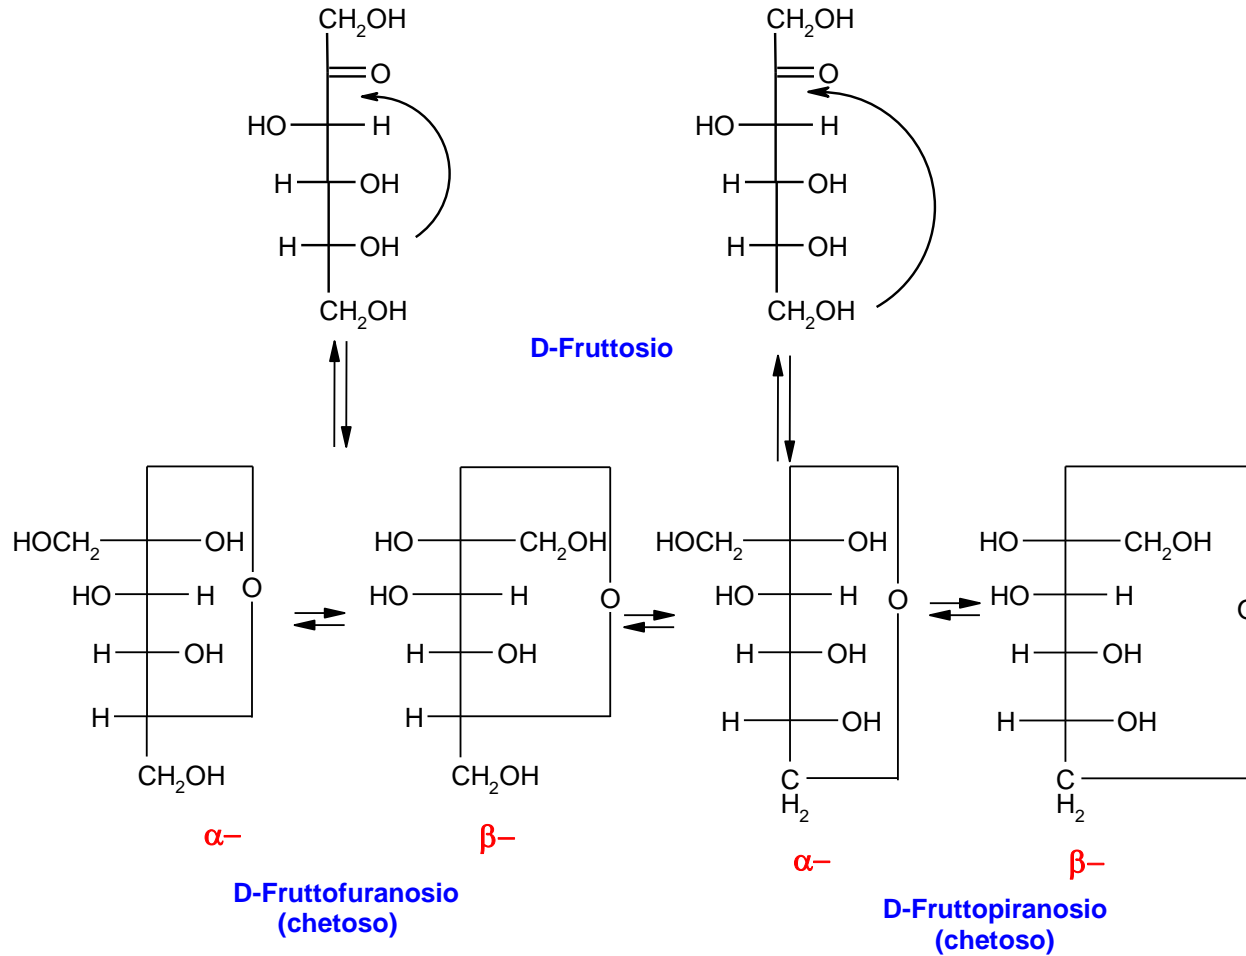 CH2OH CH2OH
O O
HO H HO H
H OH H OH
H OH H OH
CH2OH CH2OH
D-Fruttosio
HOCH2 OH HO CH2OH HOCH2 OH HO CH2OH
HO H O HO H O HO H O HO H
H OH H OH H OH H OH
H H H OH H OH
CH2OH CH2OH C C
H2 H2
α– β– α– β–
D-Fruttofuranosio
(chetoso)
D-Fruttopiranosio
(chetoso)